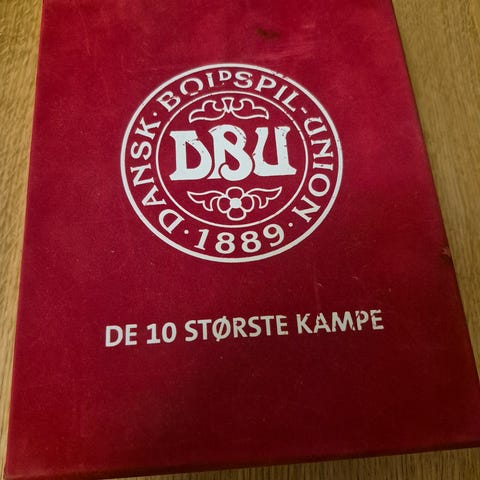 DANSK · BOLDSPIL-UNION ·
DBU
· 1889 ·
DE 10 STØRSTE KAMPE